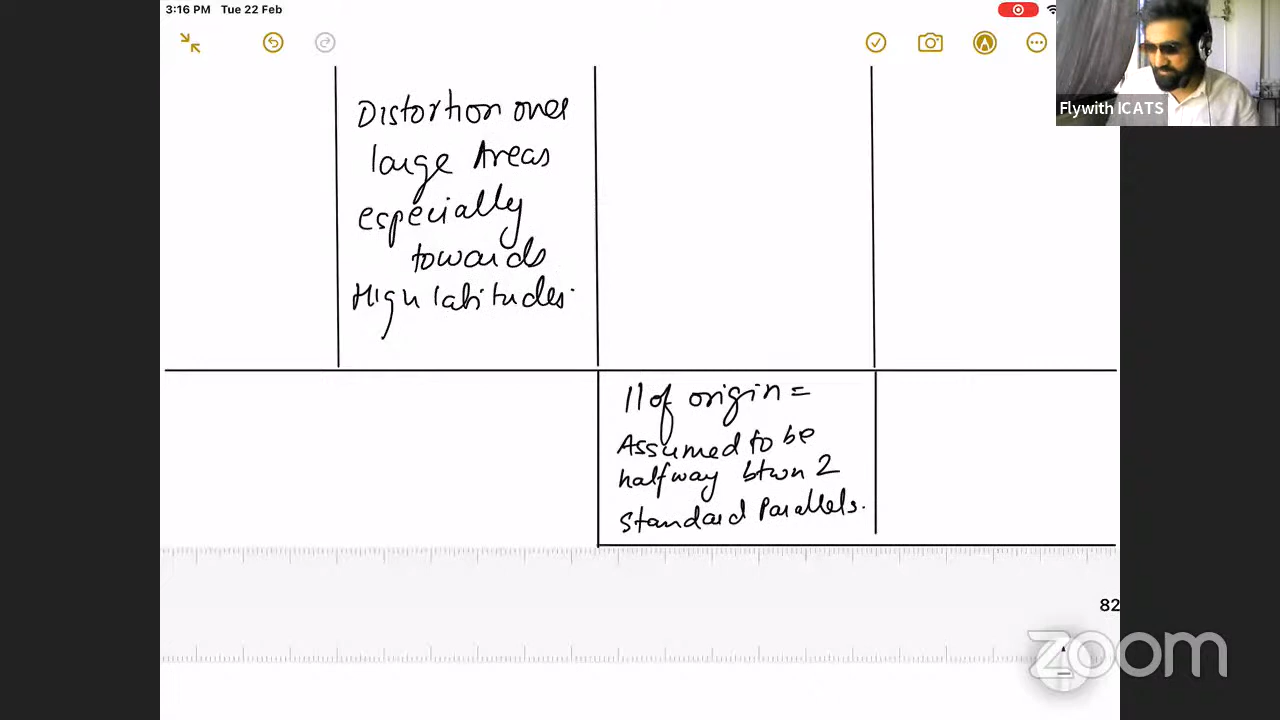 3:16 PM Tue 22 Feb
Flywith ICATS
Distortion over
large Areas
especially
towards
High latitudes.
11 of origin =
Assumed to be
halfway btwn 2
Standard Parallels.
82
zoom